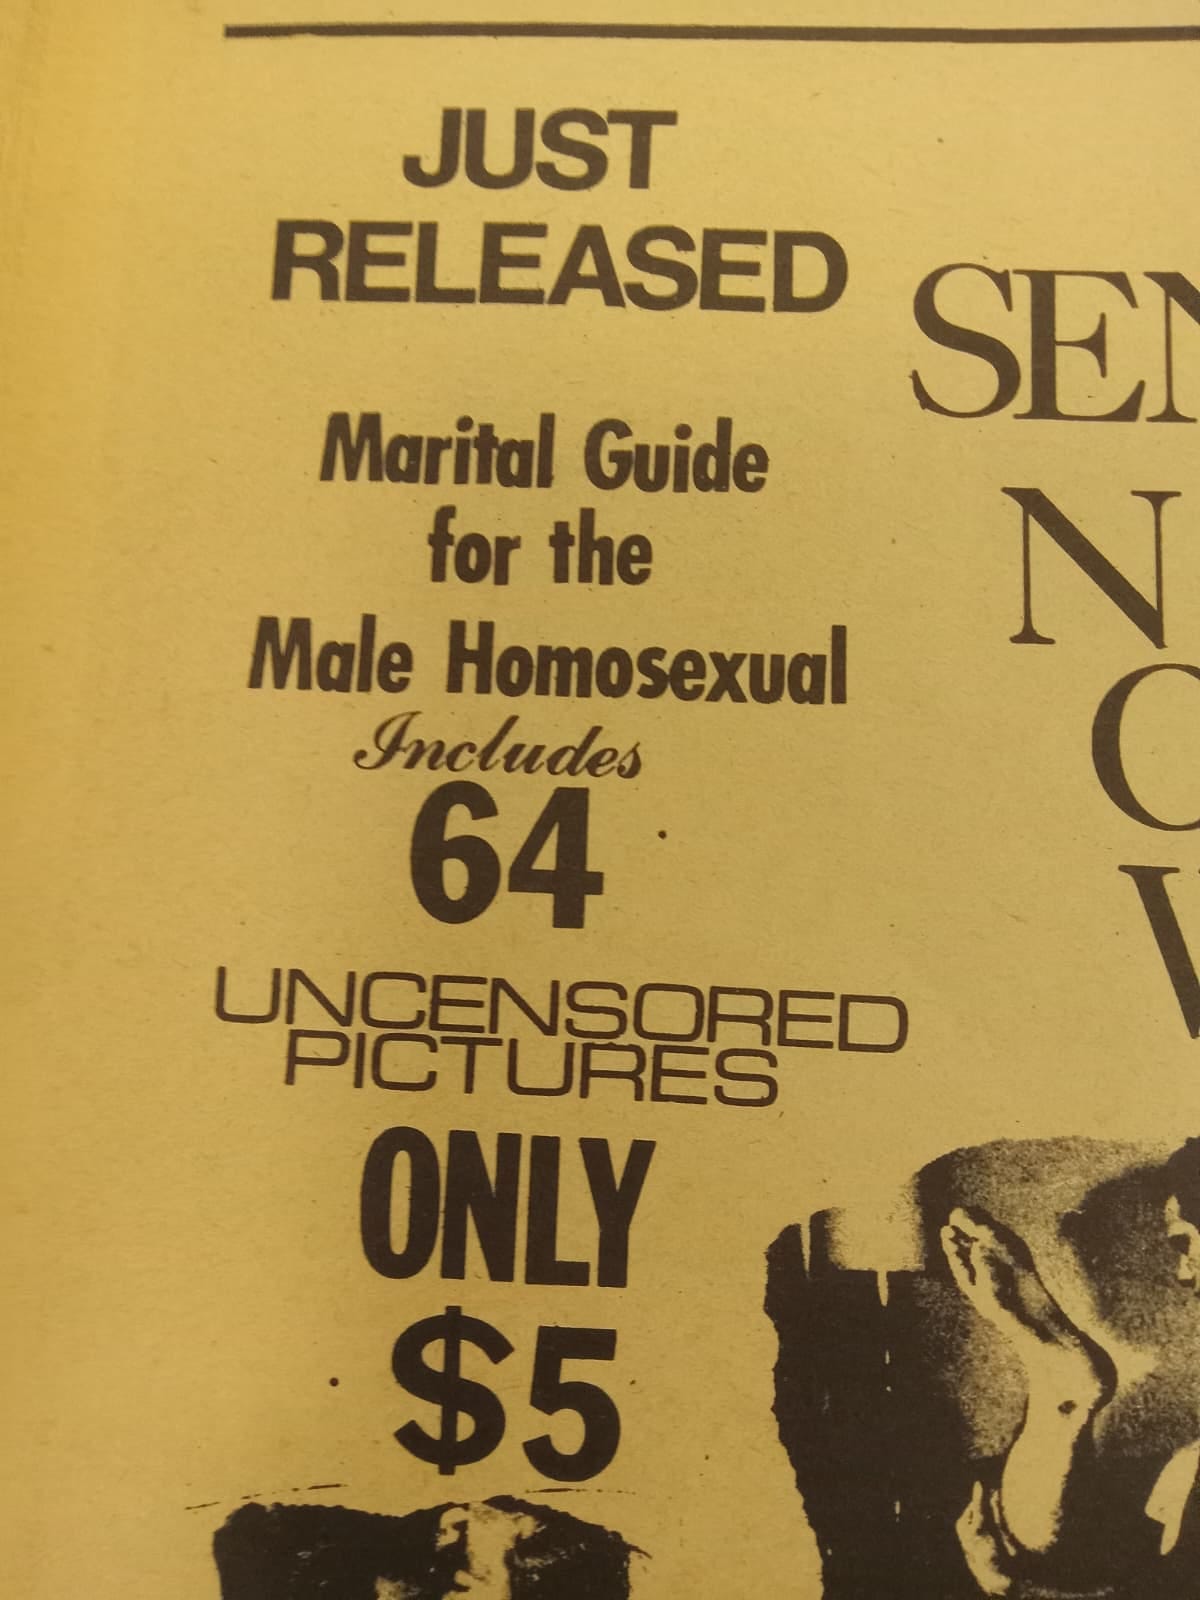 JUST
RELEASED
Marital Guide
for the
Male Homosexual
Includes
64
UNCENSORED
PICTURES
ONLY
$5